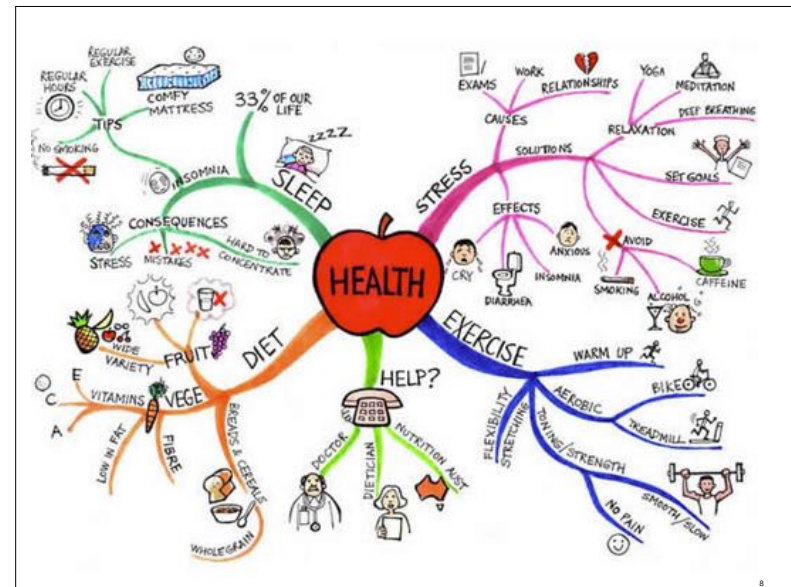 HEALTH
SLEEP
33% OF OUR LIFE
ZZZZ
INSOMNIA
TIPS
REGULAR HOURS
REGULAR EXERCISE
COMFY MATTRESS
NO SMOKING
CONSEQUENCES
STRESS
MISTAKES
HARD TO CONCENTRATE
STRESS
CAUSES
EXAMS
WORK
RELATIONSHIPS
SOLUTIONS
RELAXATION
YOGA
MEDITATION
DEEP BREATHING
SET GOALS
EXERCISE
AVOID
SMOKING
ALCOHOL
CAFFEINE
EFFECTS
CRY
DIARRHEA
INSOMNIA
ANXIOUS
EXERCISE
WARM UP
AEROBIC
BIKE
TREADMILL
TONING/STRENGTH
SMOOTH/SLOW
NO PAIN
FLEXIBILITY
STRETCHING
HELP?
DOCTOR
DIETICIAN
NUTRITION AUST
DIET
FRUIT
WIDE
VARIETY
VEGE
VITAMINS
E
C
A
LOW IN FAT
FIBRE
BREADS & CEREALS
WHOLEGRAIN
8